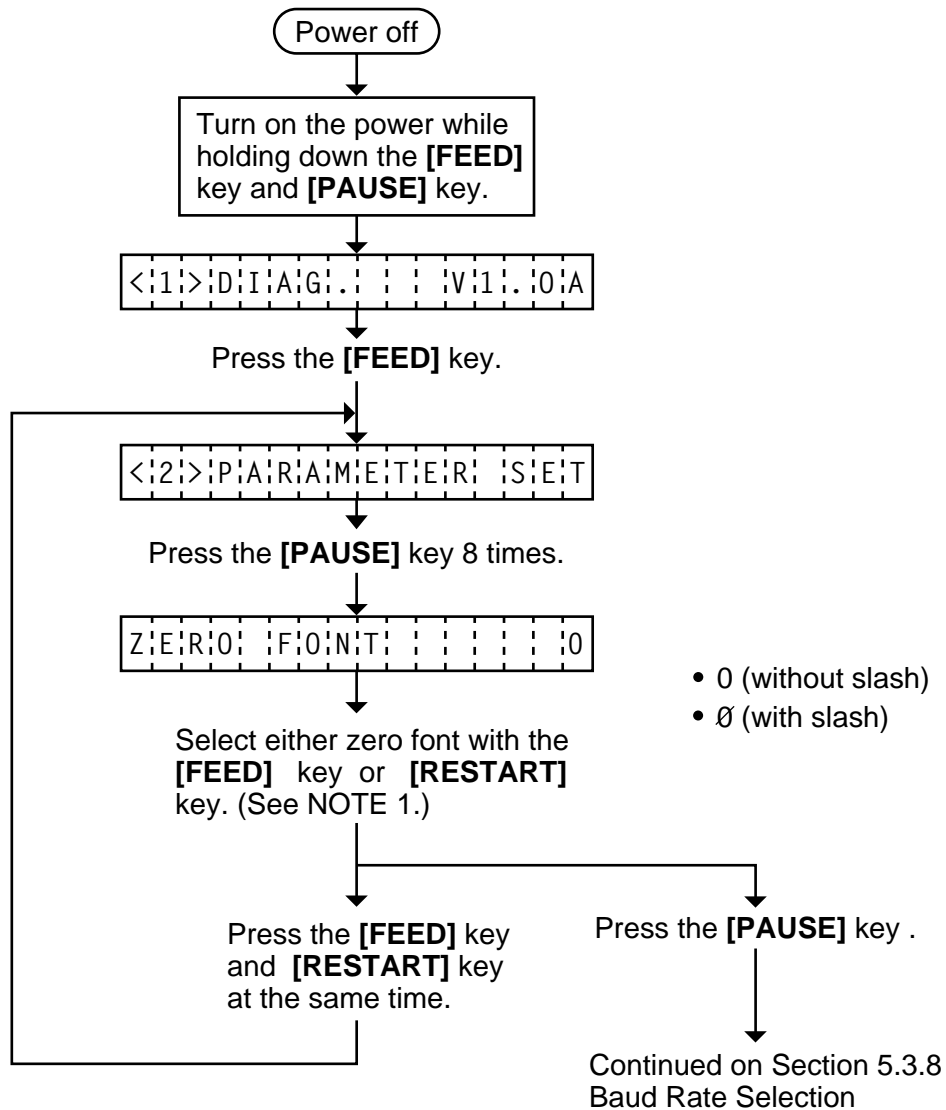 Power off
Turn on the power while
holding down the [FEED]
key and [PAUSE] key.
<1>DIAG.   V1.0A
Press the [FEED] key.
<2>PARAMETER SET
Press the [PAUSE] key 8 times.
ZERO FONT      0
• 0 (without slash)
• Ø (with slash)
Select either zero font with the
[FEED] key or [RESTART]
key. (See NOTE 1.)
Press the [FEED] key
and [RESTART] key
at the same time.
Press the [PAUSE] key .
Continued on Section 5.3.8
Baud Rate Selection